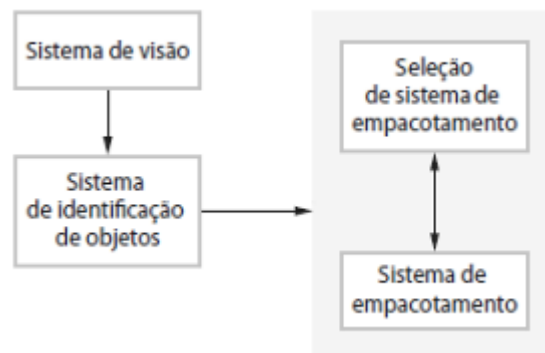 Sistema de visão
Sistema
de identificação
de objetos
Seleção
de sistema de
empacotamento
Sistema de
empacotamento